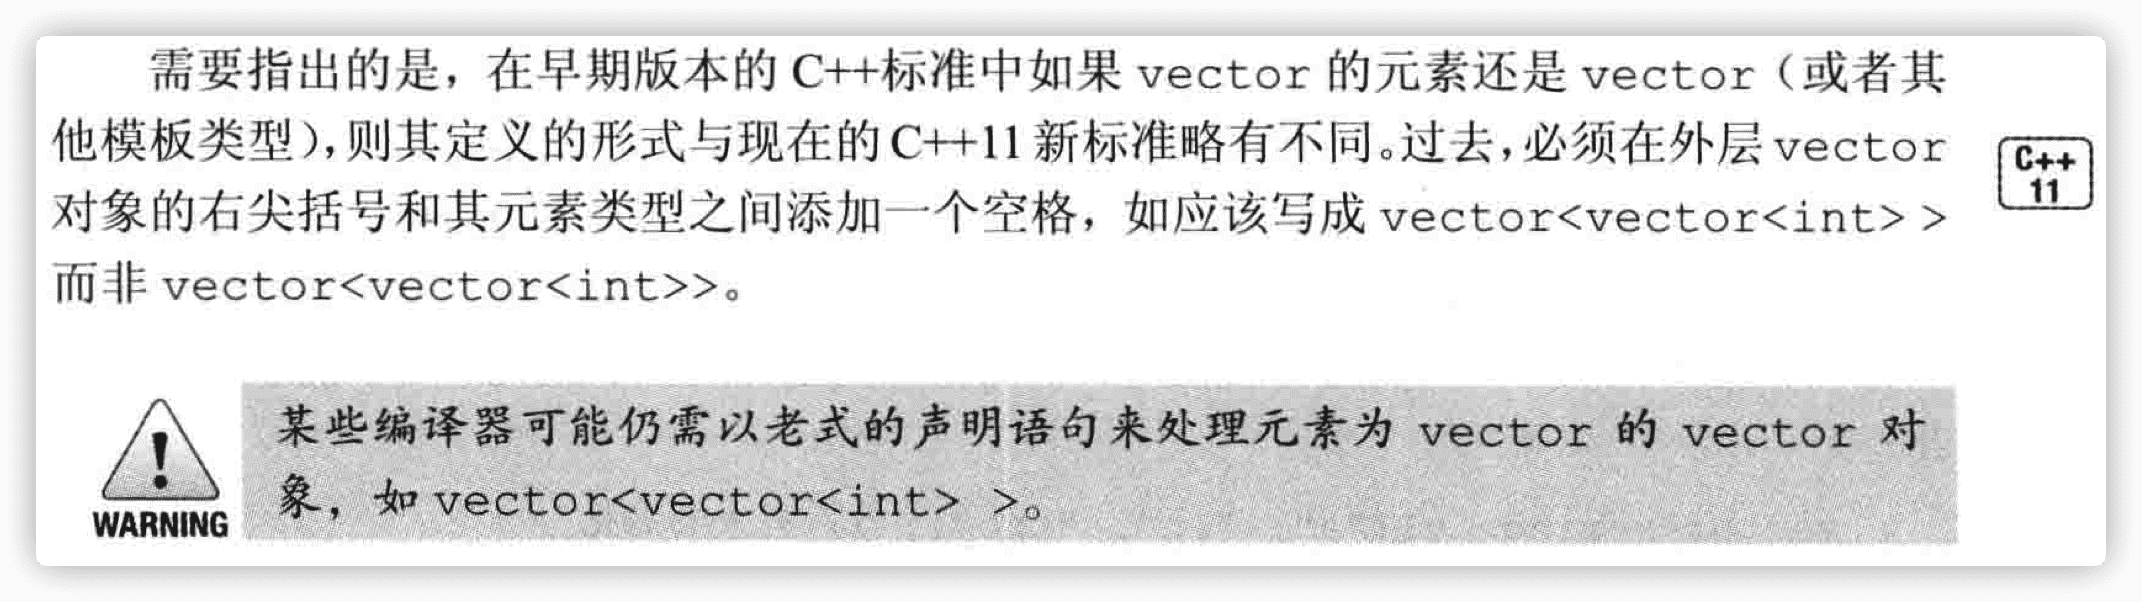 需要指出的是，在早期版本的 C++标准中如果 vector 的元素还是 vector（或者其
他模板类型），则其定义的形式与现在的 C++11 新标准略有不同。过去，必须在外层 vector
对象的右尖括号和其元素类型之间添加一个空格，如应该写成 vector<vector<int> >
而非 vector<vector<int>>。
C++
11
某些编译器可能仍需以老式的声明语句来处理元素为 vector 的 vector 对
象，如 vector<vector<int> >。
WARNING